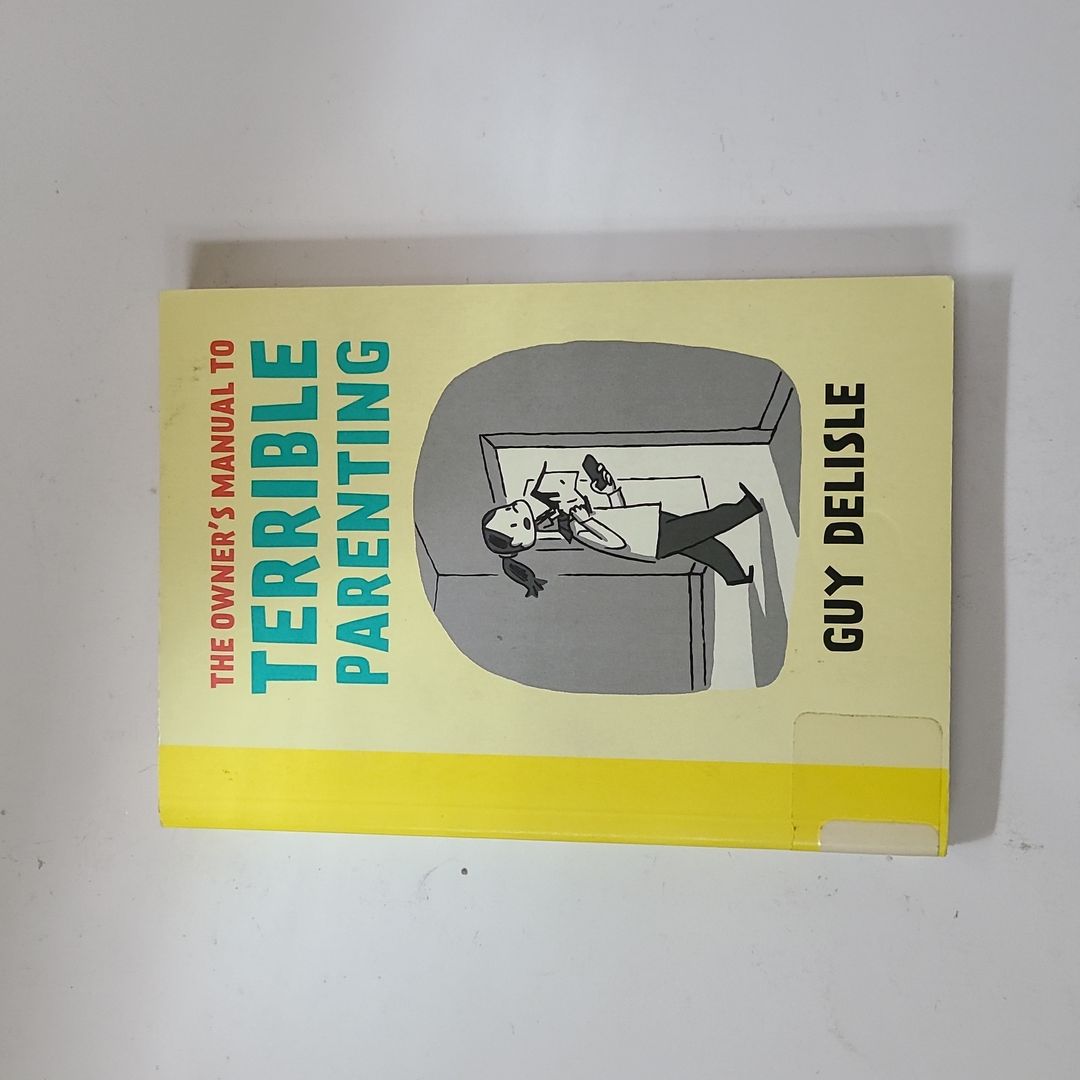 THE OWNER'S MANUAL TO
TERRIBLE
PARENTING
GUY DELISLE